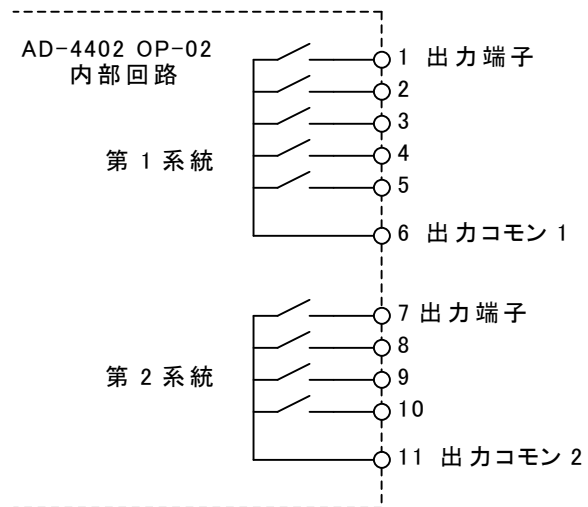 AD-4402 OP-02
内部回路
1 出力端子
2
3
第1系統
4
5
6 出力コモン 1
7 出力端子
8
第2系統
9
10
11 出力コモン 2